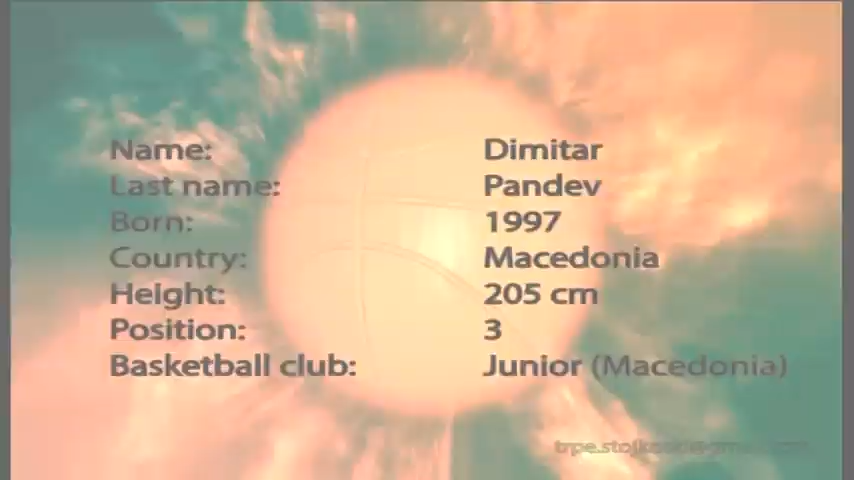 Name: Dimitar
Last name: Pandev
Born: 1997
Country: Macedonia
Height: 205 cm
Position: 3
Basketball club: Junior (Macedonia)